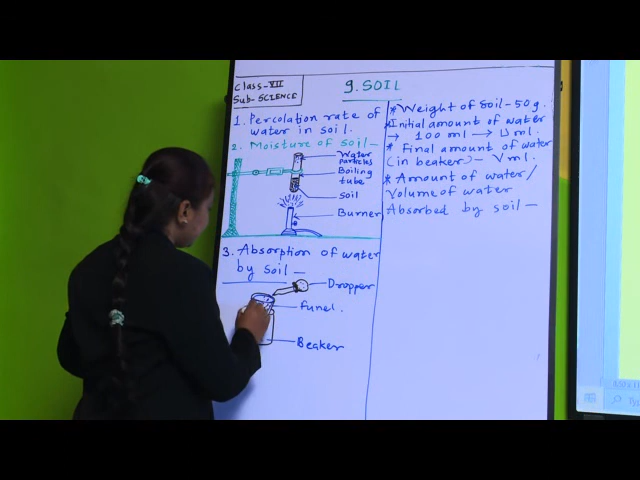 Class-VII
Sub-SCIENCE
9. SOIL
1. Percolation rate of
water in soil.
2. Moisture of soil-
Water
particles
Boiling
tube
Soil
Burner
3. Absorption of water
by soil-
Dropper
funel.
Beaker
* Weight of Soil-50g.
* Initial amount of water
→ 100 ml → U ml.
* Final amount of water
(in beaker) - V ml.
* Amount of water/
Volume of water
Absorbed by soil -